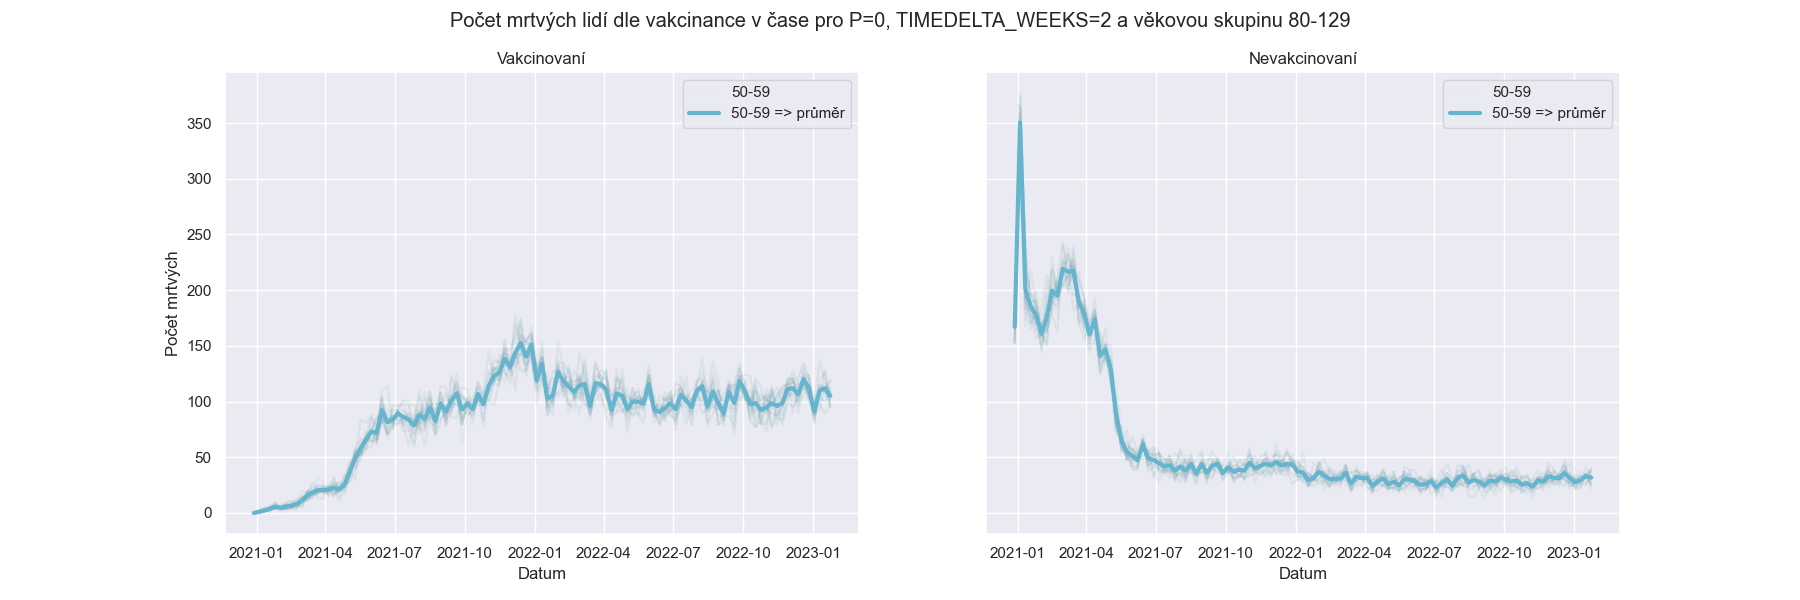 Počet mrtvých lidí dle vakcinance v čase pro P=0, TIMEDELTA_WEEKS=2 a věkovou skupinu 80-129
Vakcinovaní
50-59
50-59 => průměr
Počet mrtvých
350
300
250
200
150
100
50
0
2021-01 2021-04 2021-07 2021-10 2022-01 2022-04 2022-07 2022-10 2023-01
Datum
Nevakcinovaní
50-59
50-59 => průměr
2021-01 2021-04 2021-07 2021-10 2022-01 2022-04 2022-07 2022-10 2023-01
Datum